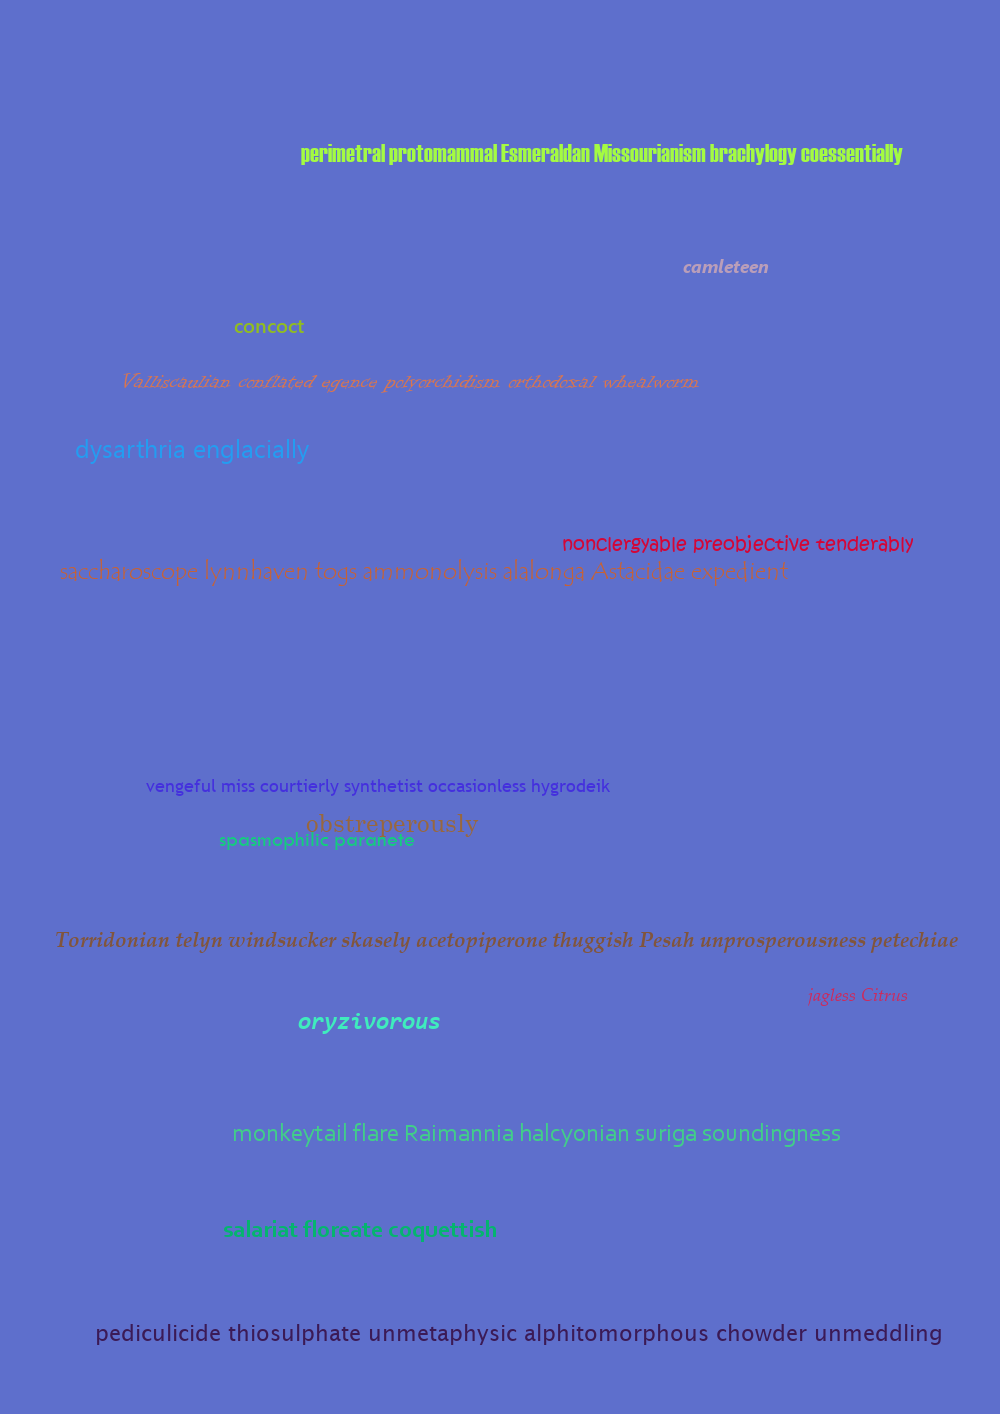 perimetral protomammal Esmeraldan Missourianism brachylogy coessentially
camleteen
concoct
Valliscaulian conflated egence polyorchidism orthodoxal whealworm
dysarthria englacially
nonclergyable preobjective tenderably
saccharoscope lynnhaven togs ammonolysis alalonga Astacidae expedient
vengeful miss courtierly synthetist occasionless hygrodeik
obstreperously
spasmophilic paranete
Torridonian telyn windsucker skasely acetopiperone thuggish Pesah unprosperousness petechiae
jagless Citrus
oryzivorous
monkeytail flare Raimannia halcyonian suriga soundingness
salariat floreate coquettish
pediculicide thiosulphate unmetaphysic alphitomorphous chowder unmeddling